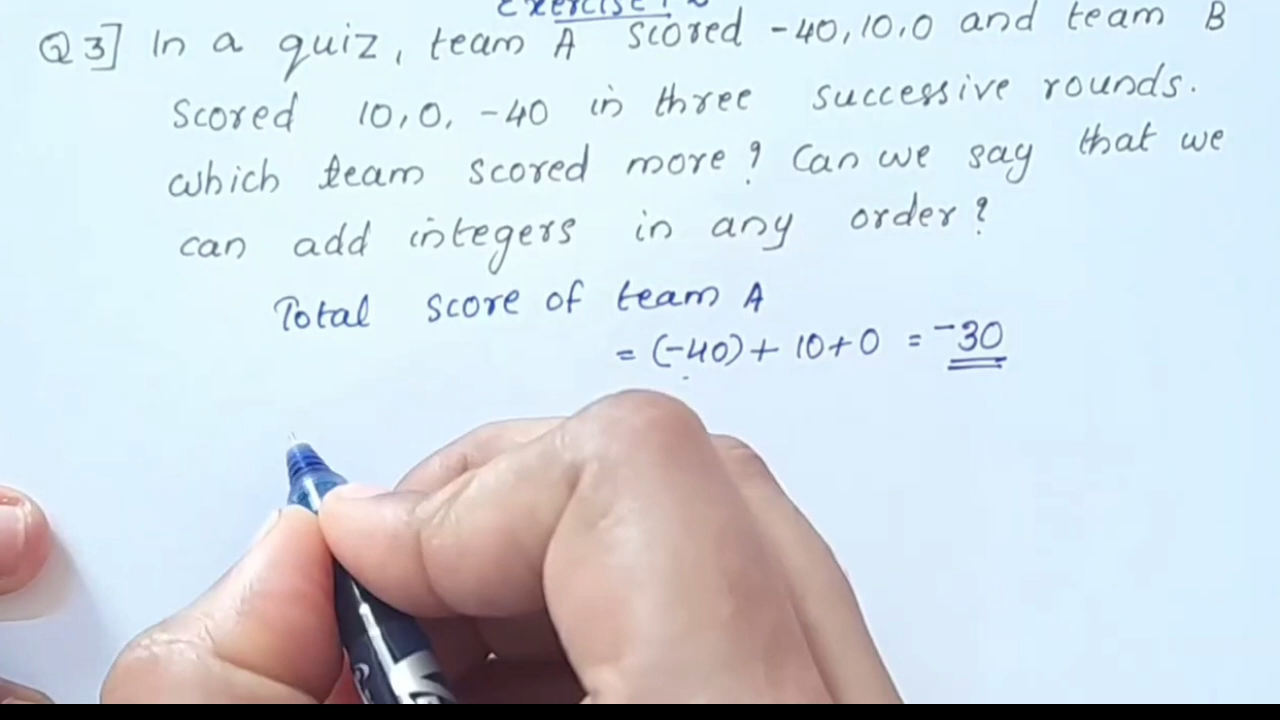 Exercise 1
Q3] In a quiz, team A scored -40, 10, 0 and team B
Scored 10, 0, -40 in three successive rounds.
which team scored more? Can we say that we
can add integers in any order?
Total score of team A
= (-40) + 10 + 0 = -30